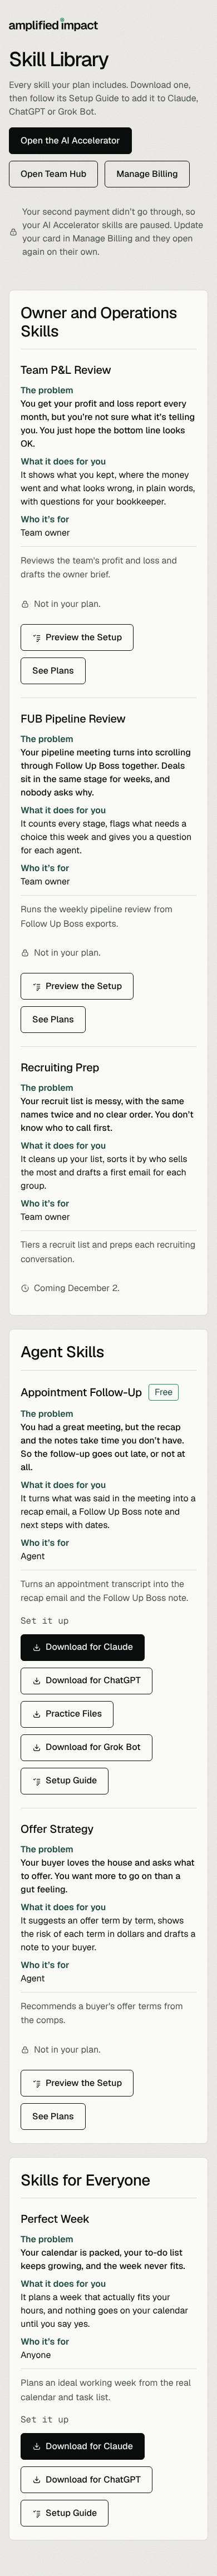 amplified impact
Skill Library
Every skill your plan includes. Download one,
then follow its Setup Guide to add it to Claude,
ChatGPT or Grok Bot.
Open the AI Accelerator
Open Team Hub
Manage Billing
Your second payment didn't go through, so
your AI Accelerator skills are paused. Update
your card in Manage Billing and they open
again on their own.
Owner and Operations
Skills
Team P&L Review
The problem
You get your profit and loss report every
month, but you're not sure what it's telling
you. You just hope the bottom line looks
OK.
What it does for you
It shows what you kept, where the money
went and what looks wrong, in plain words,
with questions for your bookkeeper.
Who it's for
Team owner
Reviews the team's profit and loss and
drafts the owner brief.
Not in your plan.
Preview the Setup
See Plans
FUB Pipeline Review
The problem
Your pipeline meeting turns into scrolling
through Follow Up Boss together. Deals
sit in the same stage for weeks, and
nobody asks why.
What it does for you
It counts every stage, flags what needs a
choice this week and gives you a question
for each agent.
Who it's for
Team owner
Runs the weekly pipeline review from
Follow Up Boss exports.
Not in your plan.
Preview the Setup
See Plans
Recruiting Prep
The problem
Your recruit list is messy, with the same
names twice and no clear order. You don't
know who to call first.
What it does for you
It cleans up your list, sorts it by who sells
the most and drafts a first email for each
group.
Who it's for
Team owner
Tiers a recruit list and preps each recruiting
conversation.
Coming December 2.
Agent Skills
Appointment Follow-Up
Free
The problem
You had a great meeting, but the recap
and the notes take time you don't have.
So the follow-up goes out late, or not at
all.
What it does for you
It turns what was said in the meeting into a
recap email, a Follow Up Boss note and
next steps with dates.
Who it's for
Agent
Turns an appointment transcript into the
recap email and the Follow Up Boss note.
Set it up
Download for Claude
Download for ChatGPT
Practice Files
Download for Grok Bot
Setup Guide
Offer Strategy
The problem
Your buyer loves the house and asks what
to offer. You want more to go on than a
gut feeling.
What it does for you
It suggests an offer term by term, shows
the risk of each term in dollars and drafts a
note to your buyer.
Who it's for
Agent
Recommends a buyer's offer terms from
the comps.
Not in your plan.
Preview the Setup
See Plans
Skills for Everyone
Perfect Week
The problem
Your calendar is packed, your to-do list
keeps growing, and the week never fits.
What it does for you
It plans a week that actually fits your
hours, and nothing goes on your calendar
until you say yes.
Who it's for
Anyone
Plans an ideal working week from the real
calendar and task list.
Set it up
Download for Claude
Download for ChatGPT
Setup Guide